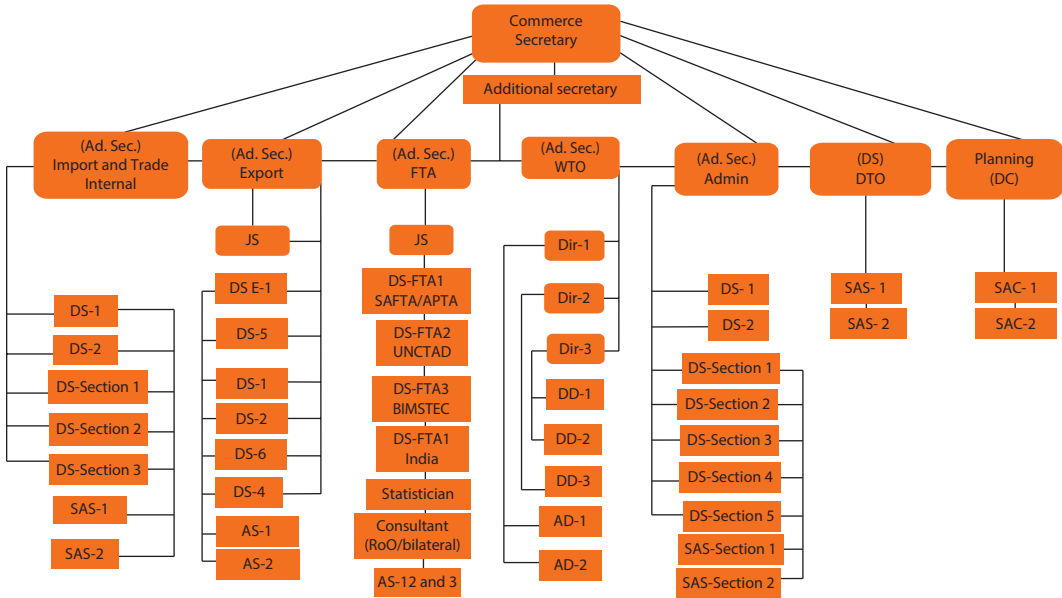 Commerce
Secretary
Additional secretary
(Ad. Sec.)
Import and Trade
Internal
(Ad. Sec.)
Export
(Ad. Sec.)
FTA
(Ad. Sec.)
WTO
(Ad. Sec.)
Admin
(DS)
DTO
Planning
(DC)
DS-1
DS-2
DS-Section 1
DS-Section 2
DS-Section 3
SAS-1
SAS-2
JS
DS E-1
DS-5
DS-1
DS-2
DS-6
DS-4
AS-1
AS-2
JS
DS-FTA1
SAFTA/APTA
DS-FTA2
UNCTAD
DS-FTA3
BIMSTEC
DS-FTA1
India
Statistician
Consultant
(RoO/bilateral)
AS-12 and 3
Dir-1
Dir-2
Dir-3
DD-1
DD-2
DD-3
AD-1
AD-2
DS- 1
DS-2
DS-Section 1
DS-Section 2
DS-Section 3
DS-Section 4
DS-Section 5
SAS-Section 1
SAS-Section 2
SAS- 1
SAS- 2
SAC- 1
SAC-2